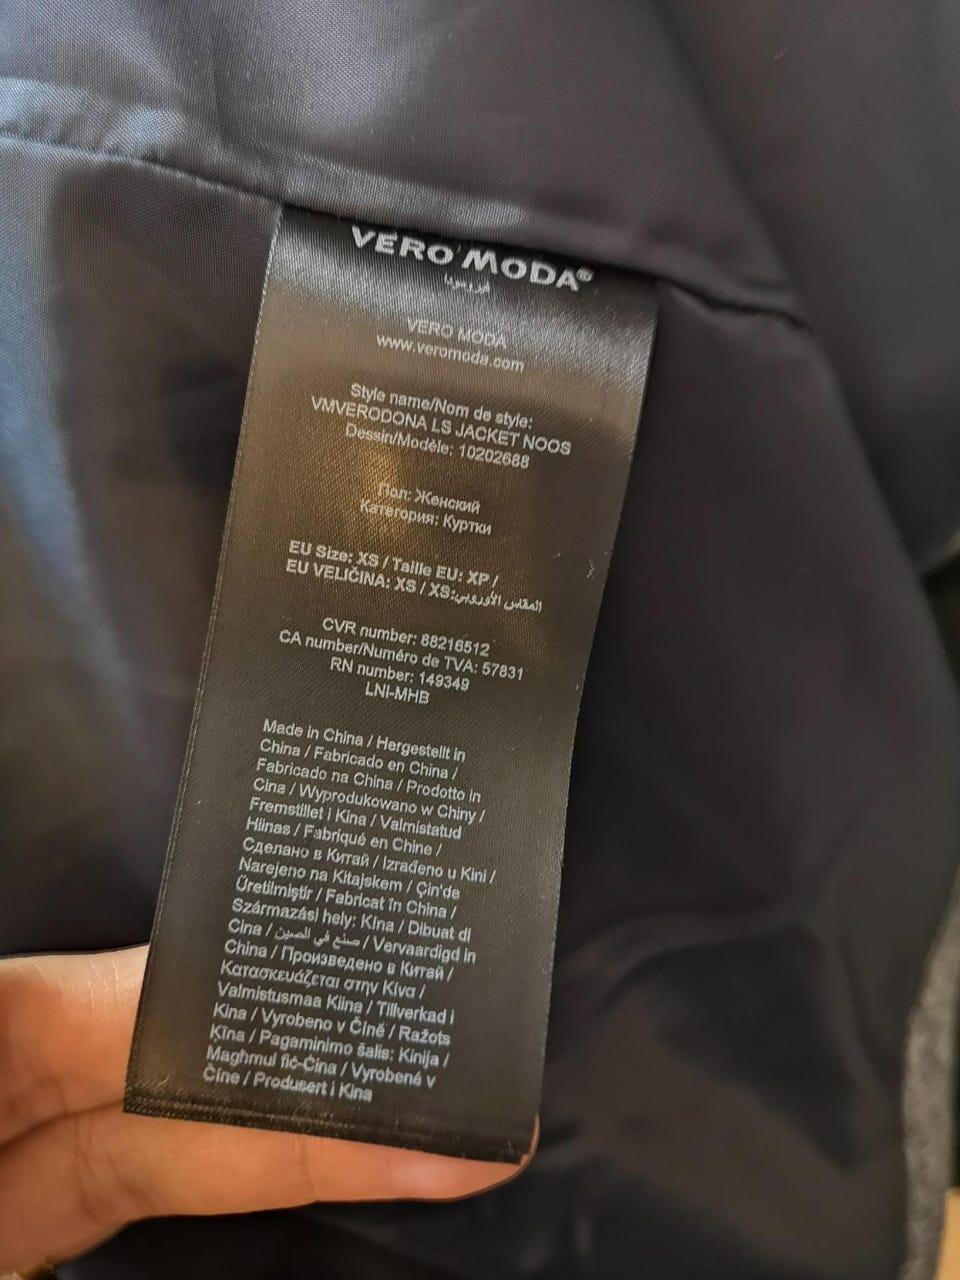 VERO MODA®
فيرومودا
VERO MODA
www.veromoda.com
Style name/Nom de style:
VMVERODONA LS JACKET NOOS
Dessin/Modèle: 10202688
Пол: Женский
Категория: Куртки
EU Size: XS / Taille EU: XP /
EU VELIČINA: XS / XS:المقاس الأوروبي
CVR number: 88216512
CA number/Numéro de TVA: 57831
RN number: 149349
LNI-MHB
Made in China / Hergestellt in
China / Fabricado en China /
Fabricado na China / Prodotto in
Cina / Wyprodukowano w Chiny /
Fremstillet i Kina / Valmistatud
Hiinas / Fabriqué en Chine /
Сделано в Китай / Izrađeno u Kini /
Narejeno na Kitajskem / Çin'de
Üretilmiştir / Fabricat în China /
Származási hely: Kína / Dibuat di
Cina / صنع في الصين / Vervaardigd in
China / Произведено в Китай /
Κατασκευάζεται στην Κίνα /
Valmistusmaa Kiina / Tillverkad i
Kina / Vyrobeno v Číně / Ražots
Ķīna / Pagaminimo šalis: Kinija /
Magħmul fiċ-Ċina / Vyrobené v
Číne / Produsert i Kina